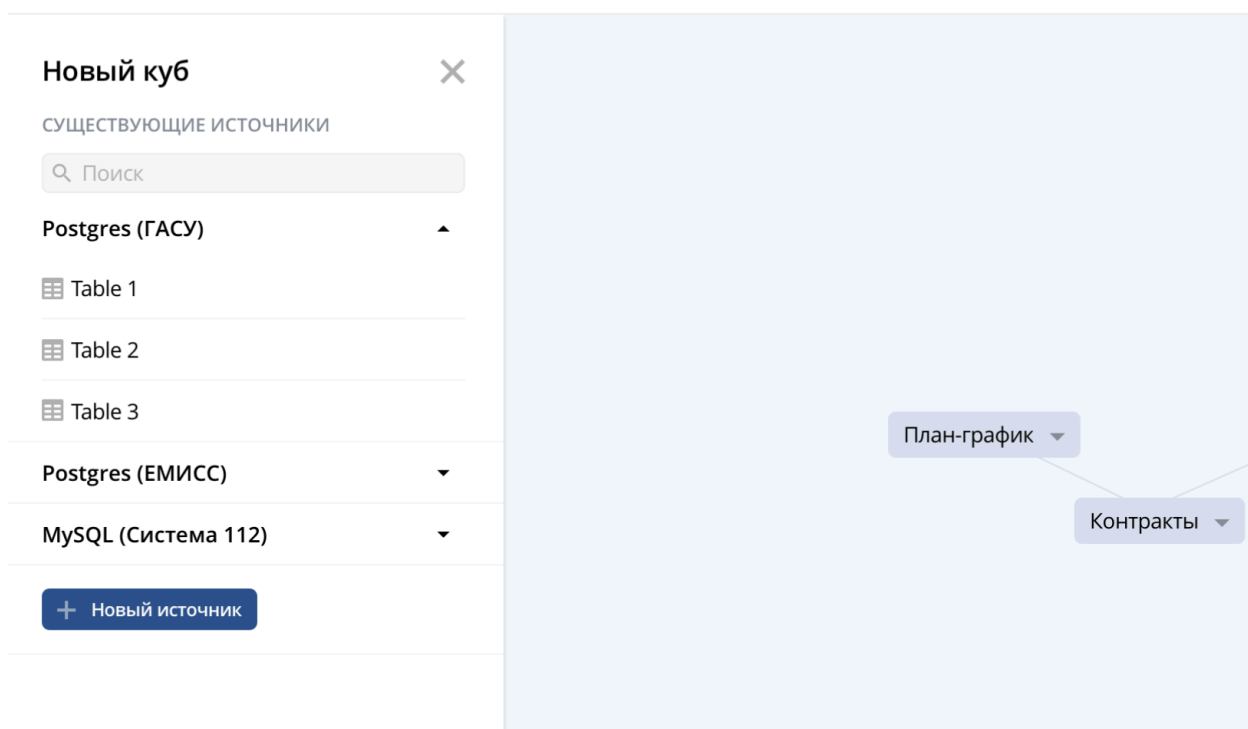 Новый куб
СУЩЕСТВУЮЩИЕ ИСТОЧНИКИ
Поиск
Postgres (ГАСУ)
Table 1
Table 2
Table 3
Postgres (ЕМИСС)
MySQL (Система 112)
Новый источник
План-график
Контракты